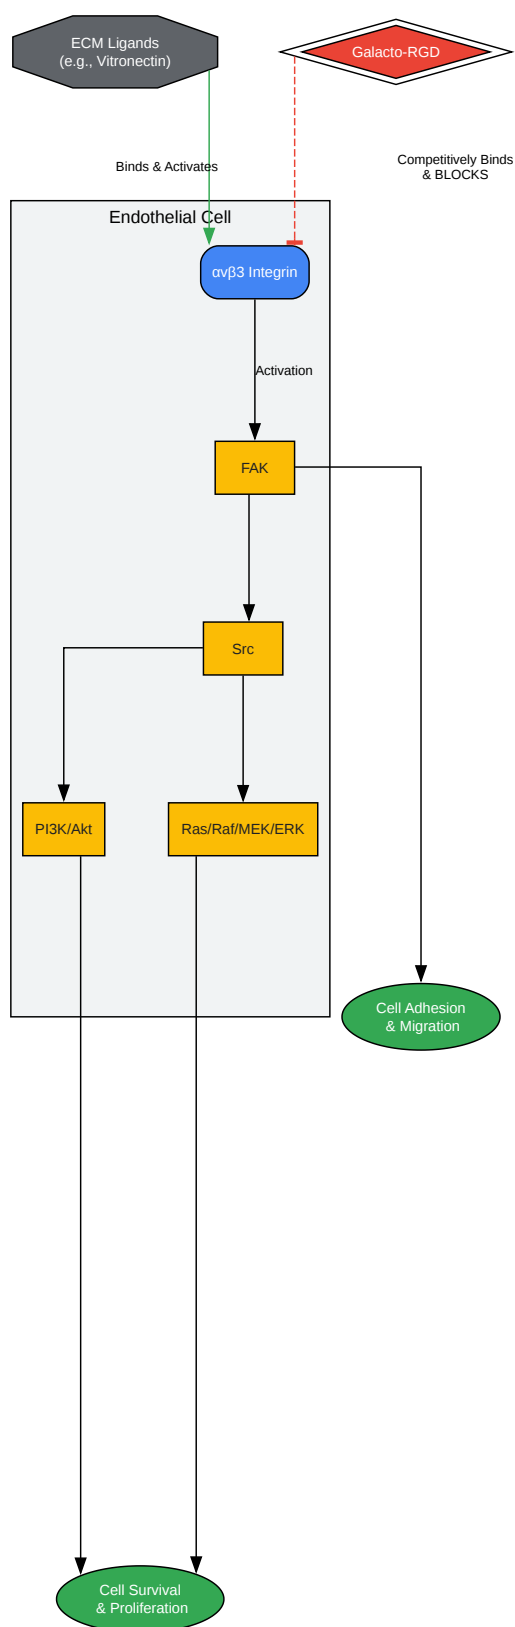 ECM Ligands
(e.g., Vitronectin)
Galacto-RGD
Binds & Activates
Competitively Binds
& BLOCKS
Endothelial Cell
αvβ3 Integrin
Activation
FAK
Src
PI3K/Akt
Ras/Raf/MEK/ERK
Cell Adhesion
& Migration
Cell Survival
& Proliferation